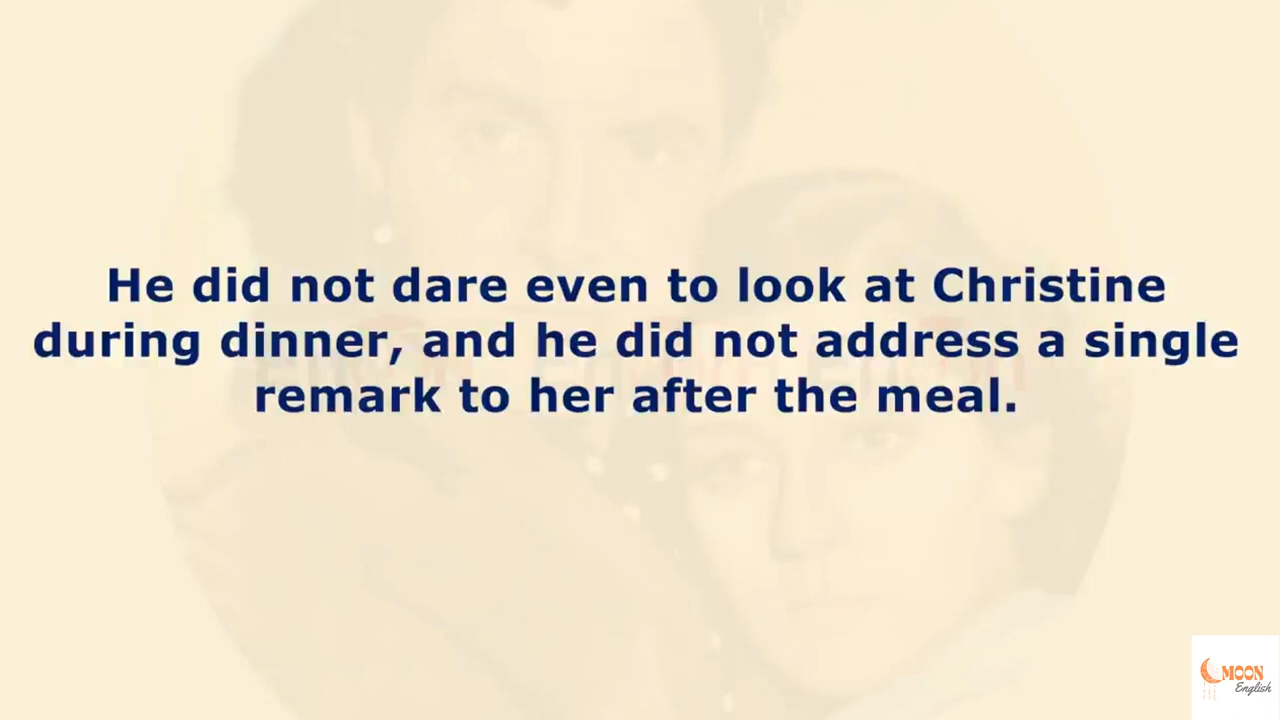 He did not dare even to look at Christine
during dinner, and he did not address a single
remark to her after the meal.
MOON
English